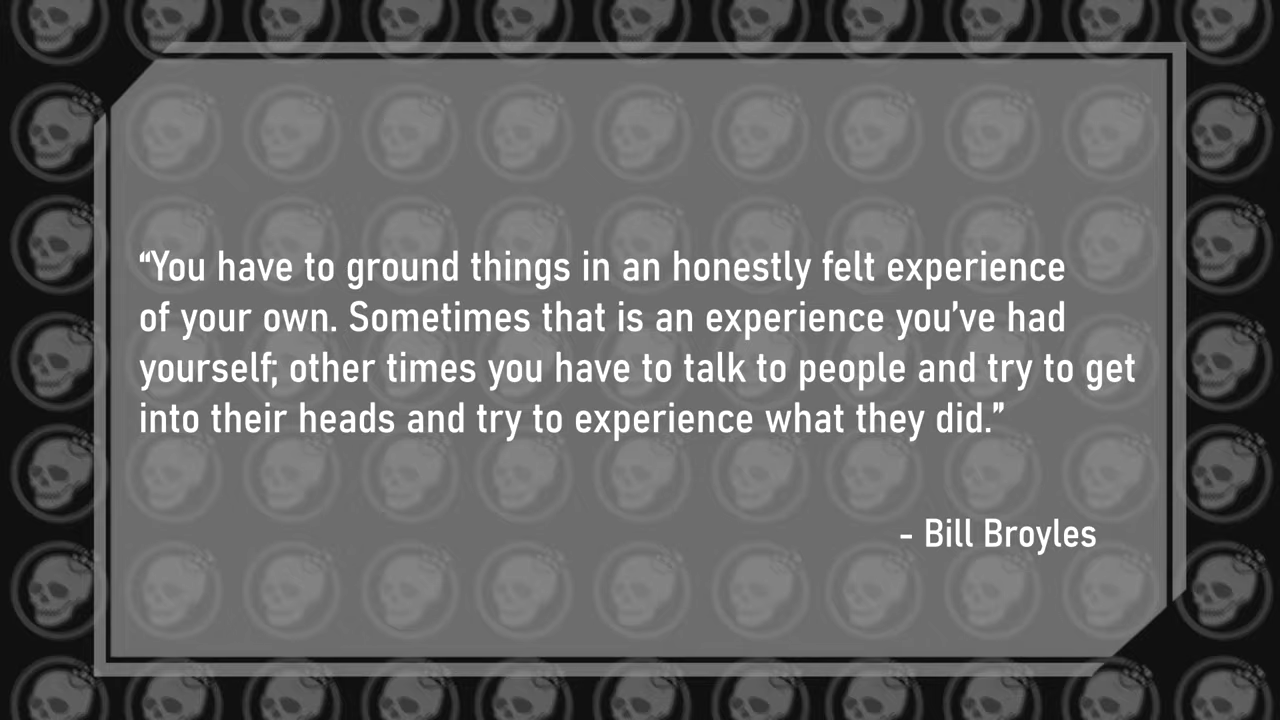 “You have to ground things in an honestly felt experience
of your own. Sometimes that is an experience you’ve had
yourself; other times you have to talk to people and try to get
into their heads and try to experience what they did.”
- Bill Broyles